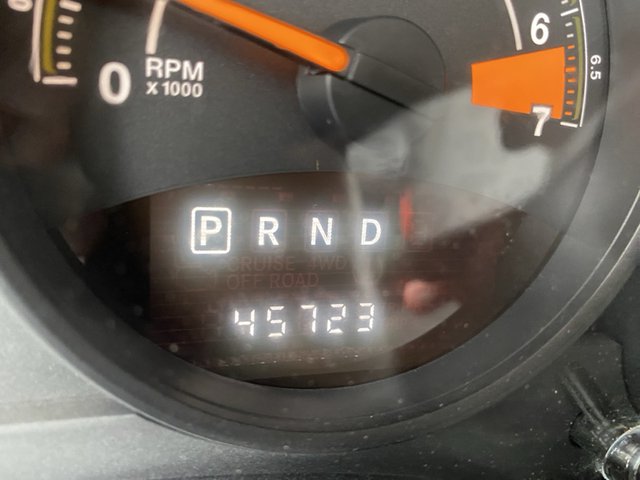 6
6.5
0
RPM
x 1000
7
P R N D
CRUISE 4WD
OFF ROAD
45723